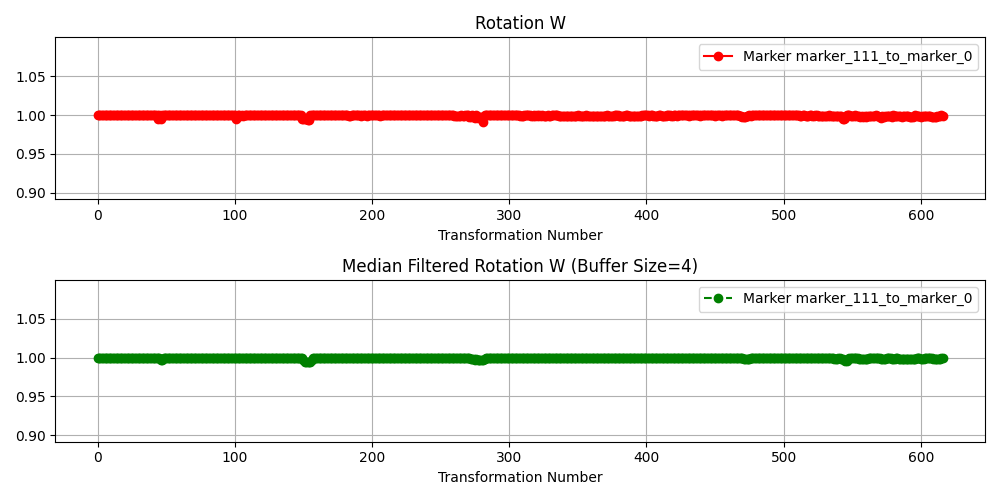 Rotation W
Marker marker_111_to_marker_0
1.05
1.00
0.95
0.90
0 100 200 300 400 500 600
Transformation Number
Median Filtered Rotation W (Buffer Size=4)
Marker marker_111_to_marker_0
1.05
1.00
0.95
0.90
0 100 200 300 400 500 600
Transformation Number